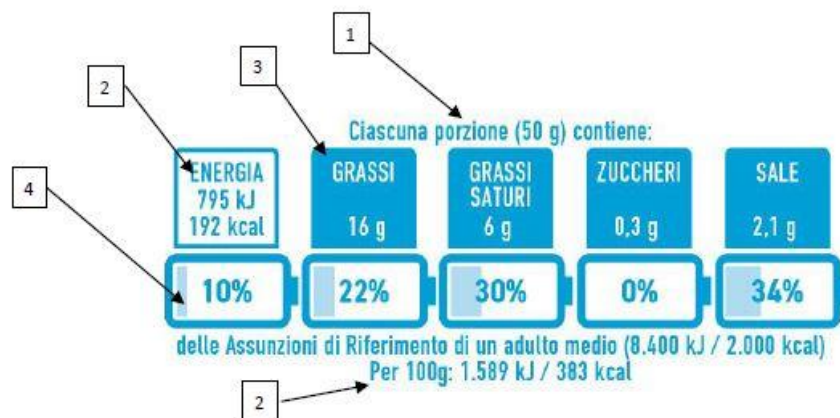 1
3
2
Ciascuna porzione (50 g) contiene:
4
ENERGIA
795 kJ
192 kcal
GRASSI
16 g
GRASSI
SATURI
6 g
ZUCCHERI
0,3 g
SALE
2,1 g
10%
22%
30%
0%
34%
delle Assunzioni di Riferimento di un adulto medio (8.400 kJ / 2.000 kcal)
Per 100g: 1.589 kJ / 383 kcal
2